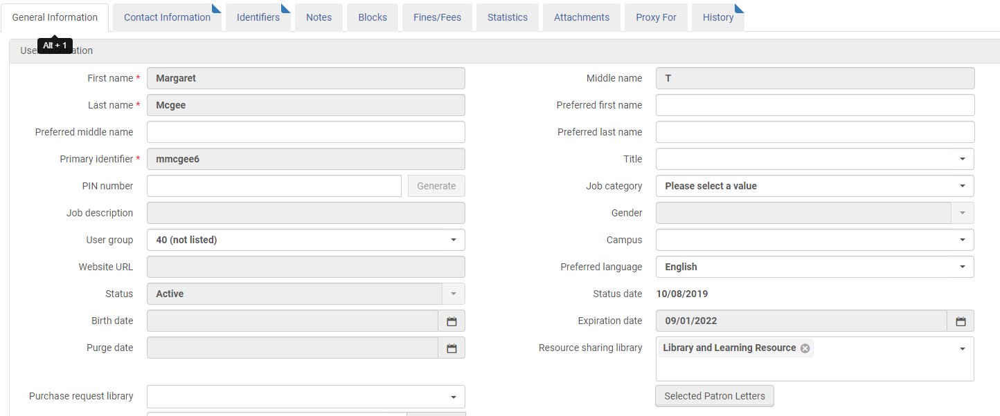 General Information Contact Information Identifiers Notes Blocks Fines/Fees Statistics Attachments Proxy For History
Alt + 1
First name * Margaret Middle name T
Last name * Mcgee Preferred first name
Preferred middle name Preferred last name
Primary identifier * mmcgee6 Title
PIN number Generate Job category Please select a value
Job description Gender
User group 40 (not listed) Campus
Website URL Preferred language English
Status Active Status date 10/08/2019
Birth date Expiration date 09/01/2022
Purge date Resource sharing library Library and Learning Resource
Purchase request library Selected Patron Letters